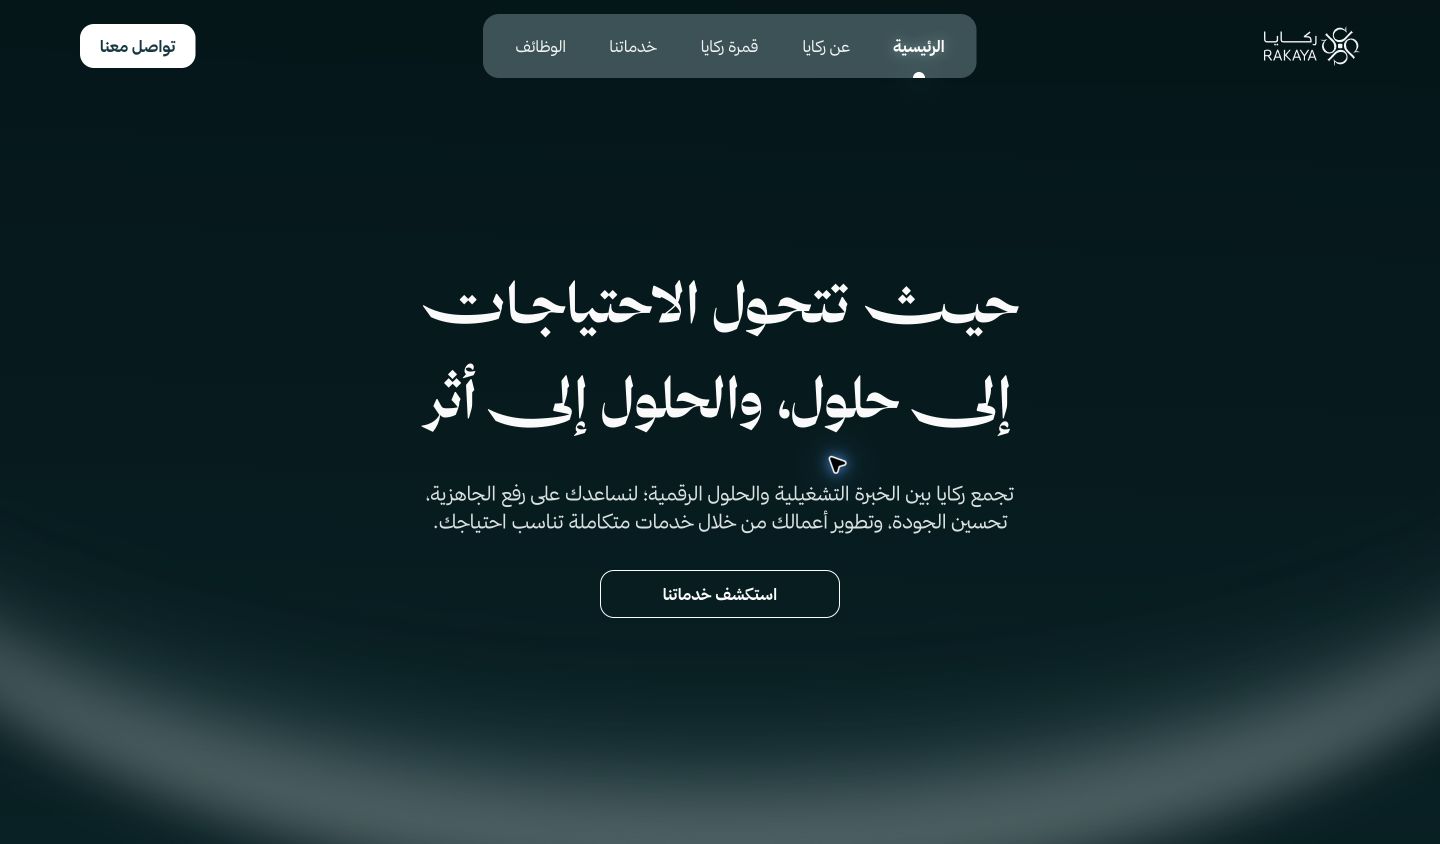 ركايا
RAKAYA
الرئيسية
عن ركايا
قمرة ركايا
خدماتنا
الوظائف
تواصل معنا
حيث تتحول الاحتياجات
إلى حلول، والحلول إلى أثر
تجمع ركايا بين الخبرة التشغيلية والحلول الرقمية؛ لنساعدك على رفع الجاهزية،
تحسين الجودة، وتطوير أعمالك من خلال خدمات متكاملة تناسب احتياجك.
استكشف خدماتنا